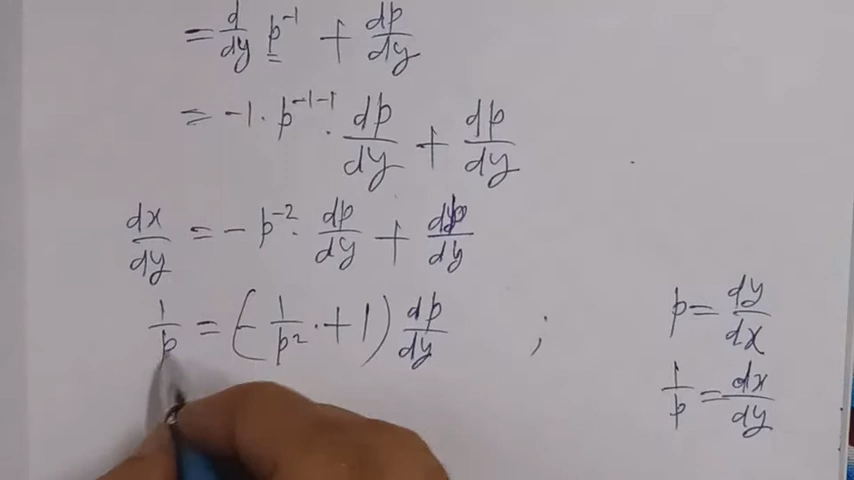 = d/dy p^-1 + dp/dy
= -1 · p^-1-1 · dp/dy + dp/dy
dx/dy = - p^-2 · dp/dy + dp/dy
1/p = (- 1/p^2 · + 1) dp/dy ; p = dy/dx
1/p = dx/dy